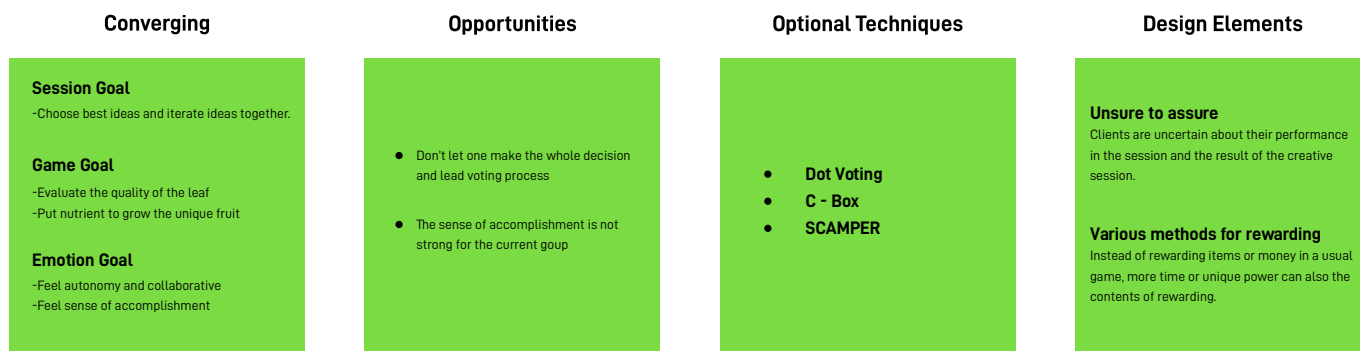 Converging
Session Goal
-Choose best ideas and iterate ideas together.
Game Goal
-Evaluate the quality of the leaf
-Put nutrient to grow the unique fruit
Emotion Goal
-Feel autonomy and collaborative
-Feel sense of accomplishment
Opportunities
● Don't let one make the whole decision
and lead voting process
● The sense of accomplishment is not
strong for the current goup
Optional Techniques
● Dot Voting
● C - Box
● SCAMPER
Design Elements
Unsure to assure
Clients are uncertain about their performance
in the session and the result of the creative
session.
Various methods for rewarding
Instead of rewarding items or money in a usual
game, more time or unique power can also the
contents of rewarding.